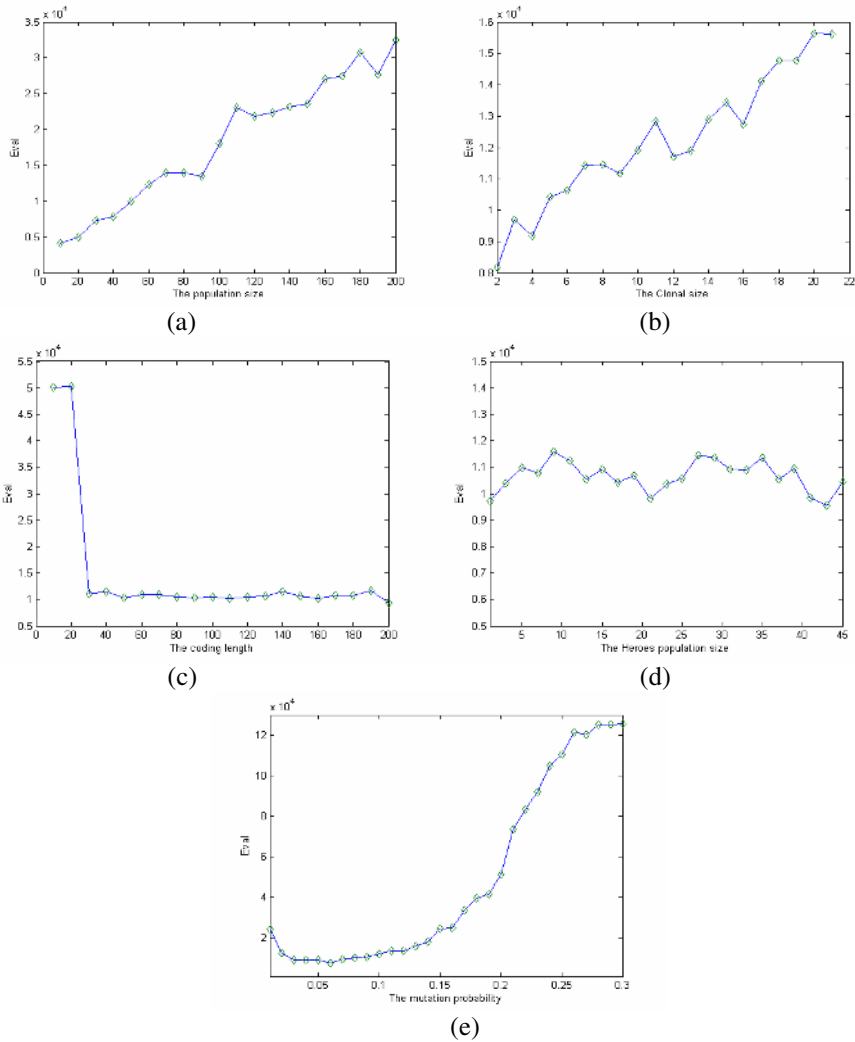 x 10^4
3.5
3
2.5
2
1.5
1
0.5
0
Eval
0 20 40 60 80 100 120 140 160 180 200
The population size
(a)
x 10^4
1.6
1.5
1.4
1.3
1.2
1.1
1
0.9
0.8
Eval
2 4 6 8 10 12 14 16 18 20 22
The Clonal size
(b)
x 10^4
5.5
5
4.5
4
3.5
3
2.5
2
1.5
1
0.5
Eval
0 20 40 60 80 100 120 140 160 180 200
The coding length
(c)
x 10^4
1.5
1.4
1.3
1.2
1.1
1
0.9
0.8
0.7
0.6
0.5
Eval
5 10 15 20 25 30 35 40 45
The Heroes population size
(d)
x 10^4
12
10
8
6
4
2
Eval
0.05 0.1 0.15 0.2 0.25 0.3
The mutation probability
(e)